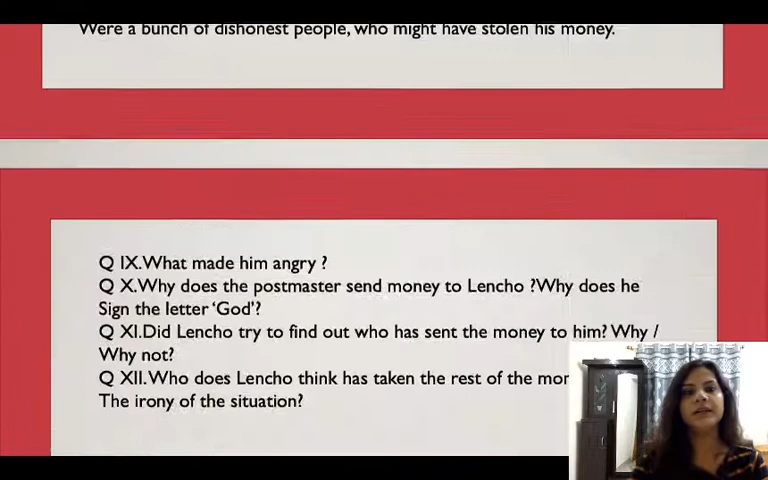 Were a bunch of dishonest people, who might have stolen his money.
Q IX.What made him angry ?
Q X.Why does the postmaster send money to Lencho ?Why does he
Sign the letter ‘God’?
Q XI.Did Lencho try to find out who has sent the money to him? Why /
Why not?
Q XII.Who does Lencho think has taken the rest of the
The irony of the situation?